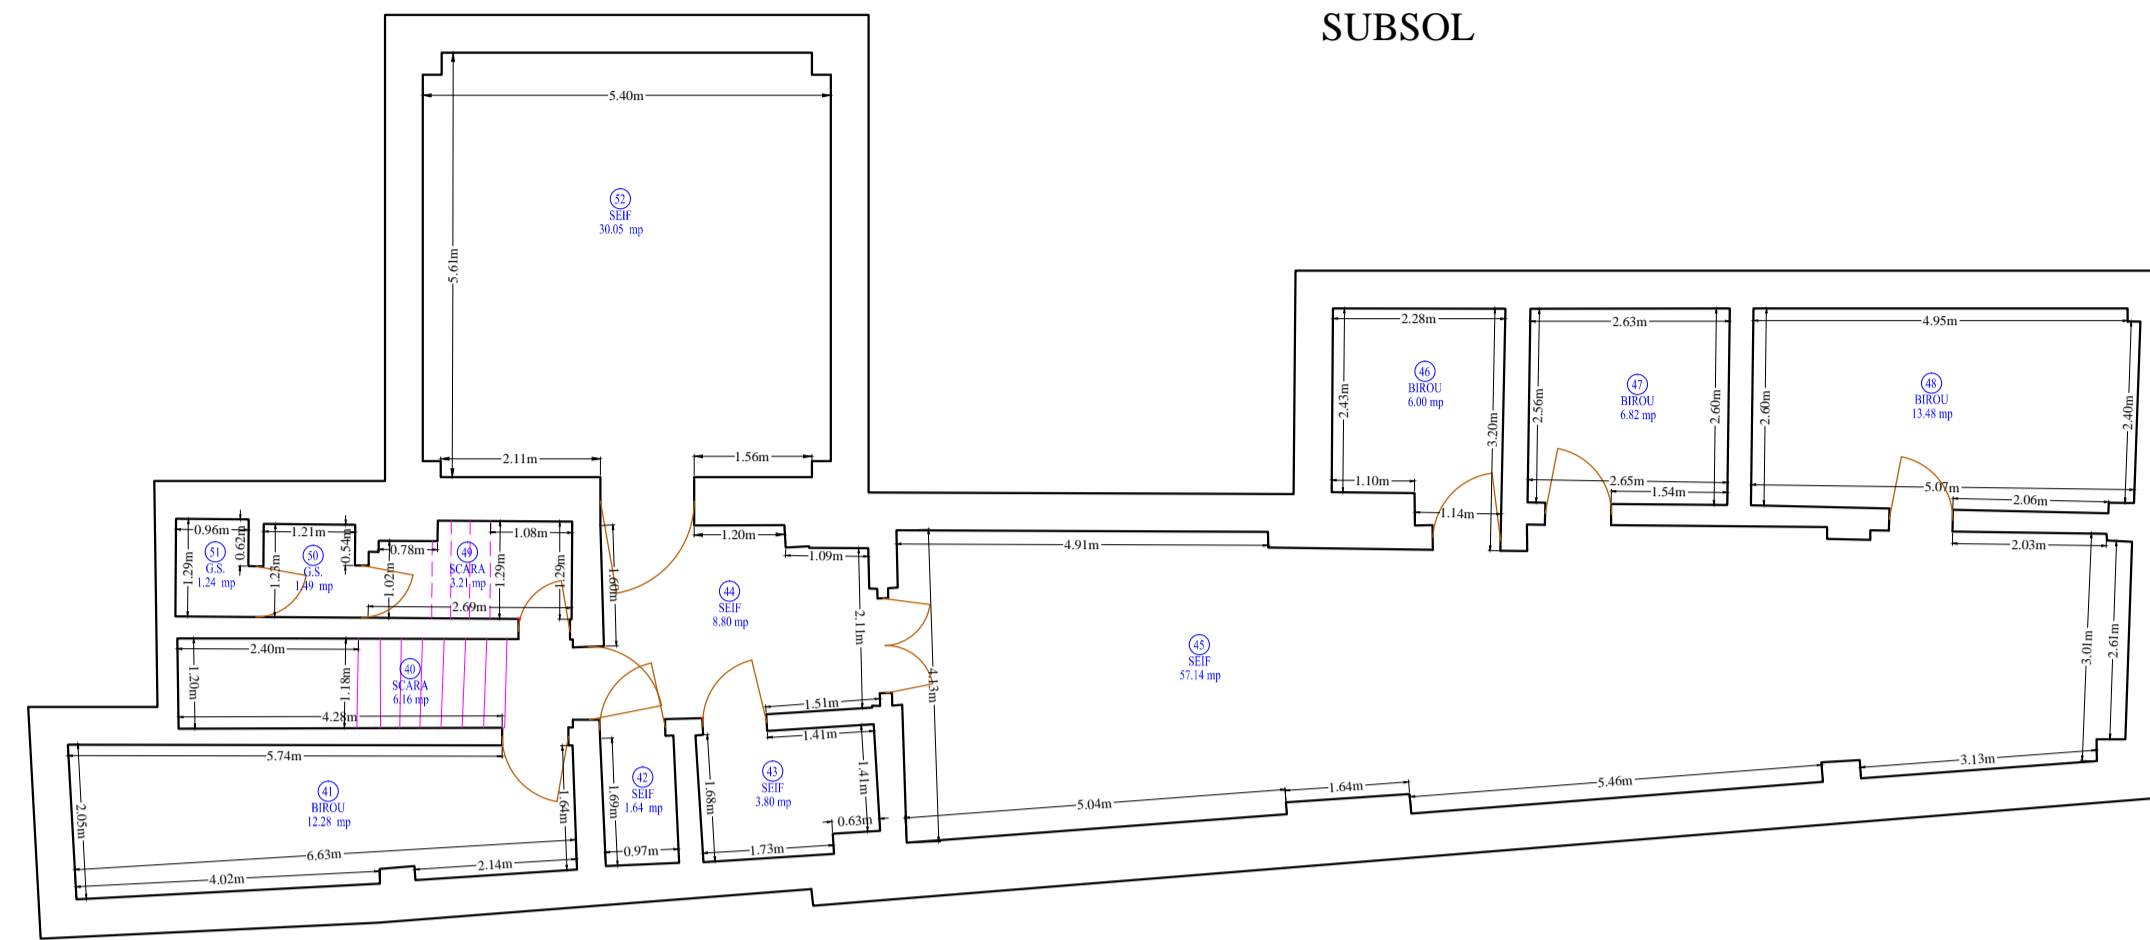 SUBSOL
5.40m
5.61m
52
SEIF
30.05 mp
2.11m
1.56m
2.28m
2.43m
46
BIROU
6.00 mp
3.20m
1.10m
1.14m
2.63m
2.56m
47
BIROU
6.82 mp
2.60m
2.65m
1.54m
4.95m
2.60m
48
BIROU
13.48 mp
2.40m
5.07m
2.06m
2.03m
0.96m
0.62m
1.29m
51
G.S.
1.24 mp
1.21m
0.54m
1.23m
50
G.S.
1.49 mp
0.78m
1.02m
49
SCARA
3.21 mp
1.08m
1.29m
1.29m
2.69m
1.60m
1.20m
1.09m
44
SEIF
8.80 mp
2.11m
1.51m
4.91m
4.13m
45
SEIF
57.14 mp
3.01m
2.61m
5.04m
1.64m
5.46m
3.13m
2.40m
1.20m
1.18m
40
SCARA
6.16 mp
4.28m
5.74m
2.05m
41
BIROU
12.28 mp
1.64m
6.63m
4.02m
2.14m
1.69m
42
SEIF
1.64 mp
0.97m
1.68m
43
SEIF
3.80 mp
1.41m
1.41m
0.63m
1.73m